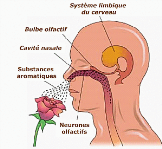 Système limbique
du cerveau
Bulbe olfactif
Cavité nasale
Substances
aromatiques
Neurones
olfactifs